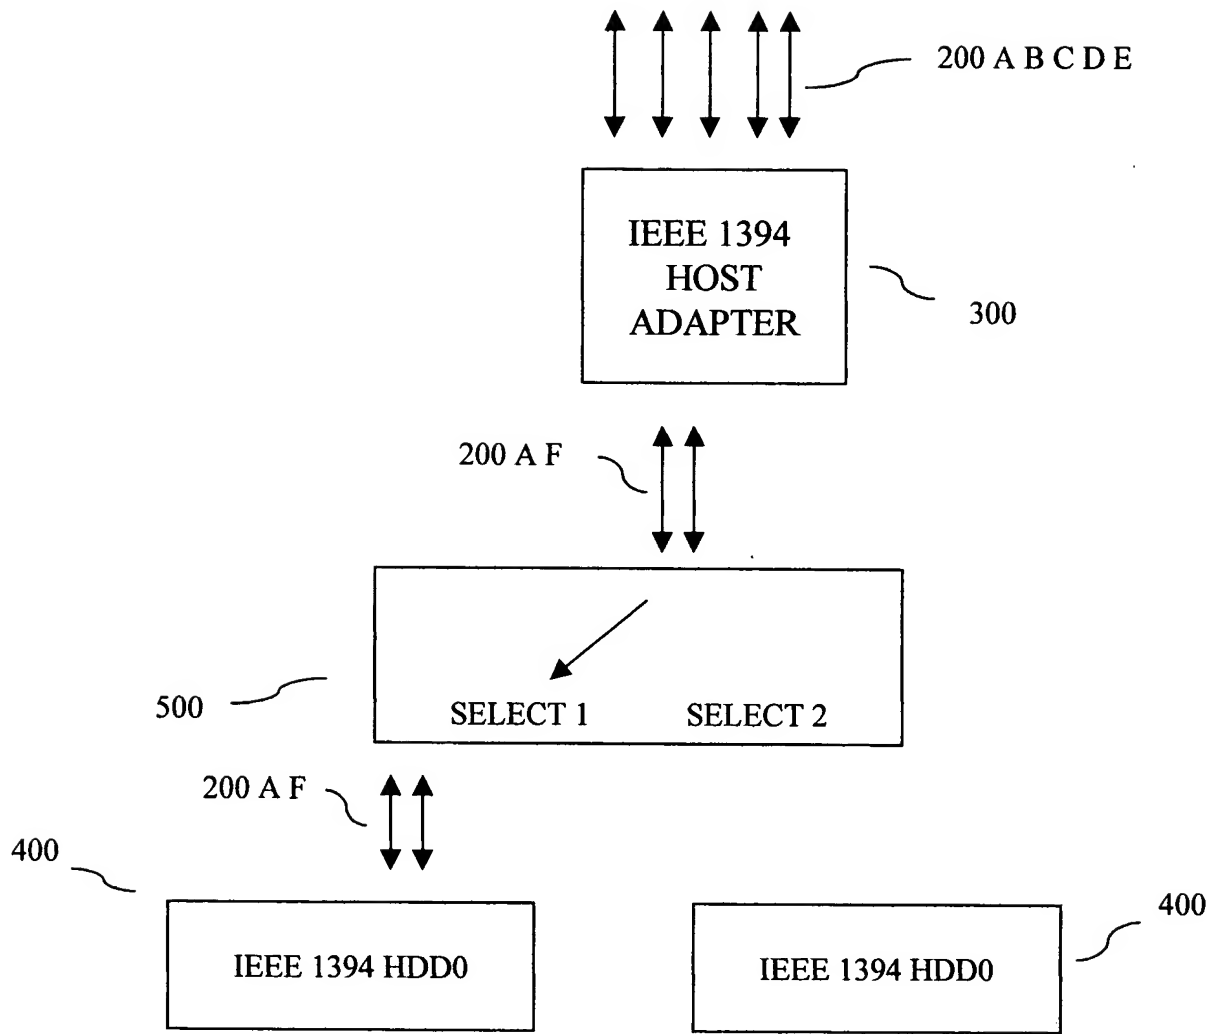 200 A B C D E
IEEE 1394
HOST
ADAPTER
300
200 A F
500
SELECT 1 SELECT 2
200 A F
400
400
IEEE 1394 HDD0
IEEE 1394 HDD0